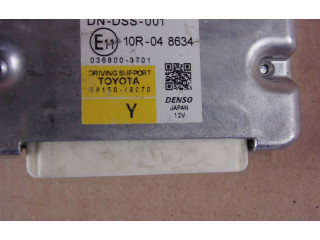 DN-DSS-001
E11 10R-04 8634
036800-3701
DRIVING SUPPORT
TOYOTA
Y
DENSO
JAPAN
12V